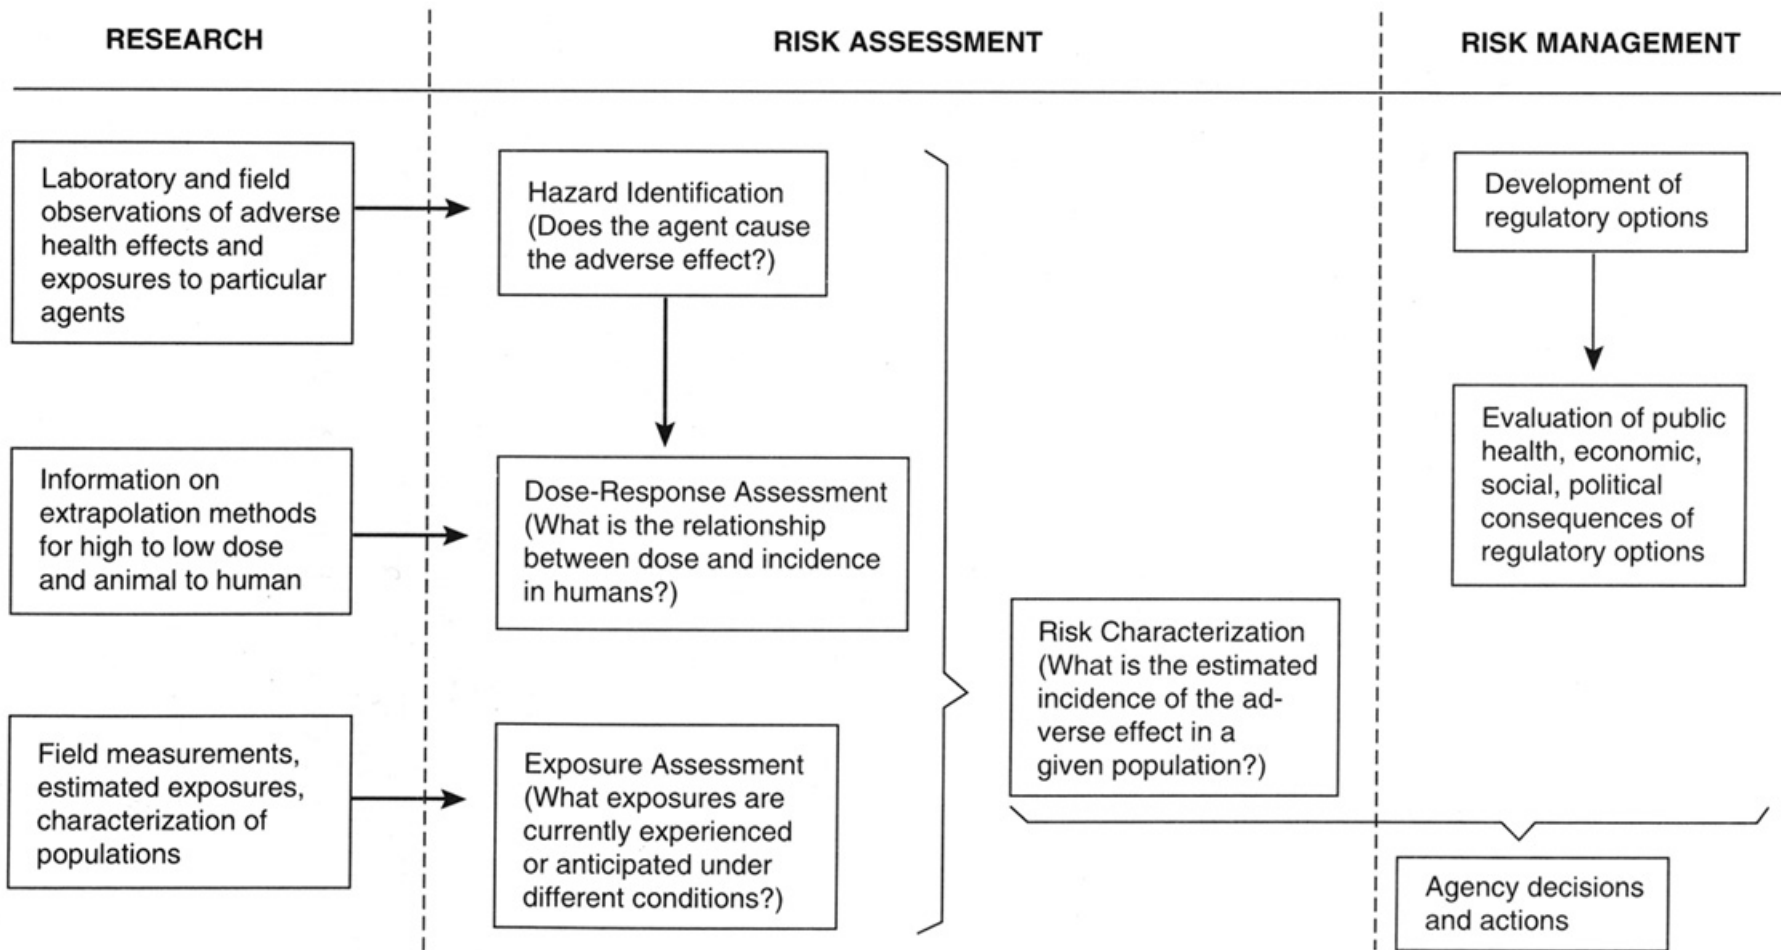 RESEARCH
RISK ASSESSMENT
RISK MANAGEMENT
Laboratory and field
observations of adverse
health effects and
exposures to particular
agents
Hazard Identification
(Does the agent cause
the adverse effect?)
Development of
regulatory options
Information on
extrapolation methods
for high to low dose
and animal to human
Dose-Response Assessment
(What is the relationship
between dose and incidence
in humans?)
Evaluation of public
health, economic,
social, political
consequences of
regulatory options
Field measurements,
estimated exposures,
characterization of
populations
Exposure Assessment
(What exposures are
currently experienced
or anticipated under
different conditions?)
Risk Characterization
(What is the estimated
incidence of the ad-
verse effect in a
given population?)
Agency decisions
and actions